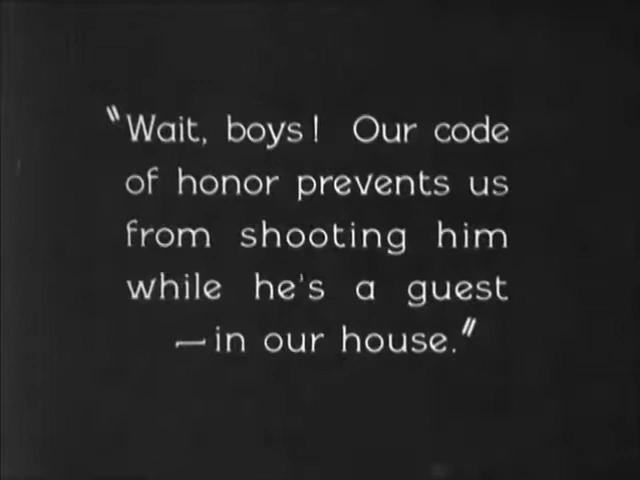 "Wait, boys! Our code
of honor prevents us
from shooting him
while he's a guest
—in our house."